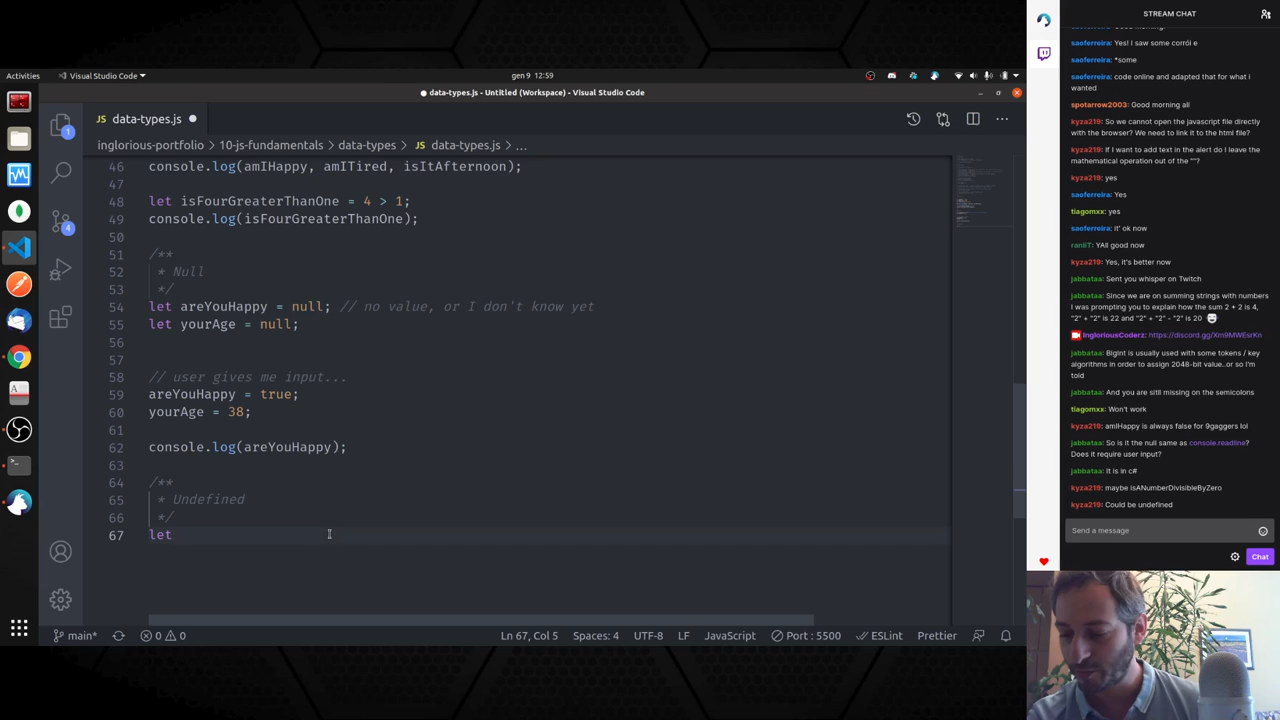 STREAM CHAT
saoferreira: Yes! I saw some corrói e
saoferreira: *some
saoferreira: code online and adapted that for what i
wanted
spotarrow2003: Good morning all
kyza219: So we cannot open the javascript file directly
with the browser? We need to link it to the html file?
kyza219: If I want to add text in the alert do I leave the
mathematical operation out of the ""?
kyza219: yes
saoferreira: Yes
tiagomxx: yes
saoferreira: it' ok now
raniiT: YAll good now
kyza219: Yes, it's better now
jabbataa: Sent you whisper on Twitch
jabbataa: Since we are on summing strings with numbers
I was prompting you to explain how the sum 2 + 2 is 4,
"2" + "2" is 22 and "2" + "2" - "2" is 20
IngloriousCoderz: https://discord.gg/Xm9MWEsrKn
jabbataa: BigInt is usually used with some tokens / key
algorithms in order to assign 2048-bit value..or so I'm
told
jabbataa: And you are sitll missing on the semicolons
tiagomxx: Won't work
kyza219: amIHappy is always false for 9gaggers lol
jabbataa: So is it the null same as console.readline?
Does it require user input?
jabbataa: It is in c#
kyza219: maybe isANumberDivisibleByZero
kyza219: Could be undefined
Send a message
Chat
Activities
Visual Studio Code
gen 9 12:59
data-types.js - Untitled (Workspace) - Visual Studio Code
data-types.js
inglorious-portfolio > 10-js-fundamentals > data-types > data-types.js > ...
46 console.log(amIHappy, amITired, isItAfternoon);
47
48 let isFourGreaterThanOne = 4 > 1;
49 console.log(isFourGreaterThanOne);
50
51 /**
52 * Null
53 */
54 let areYouHappy = null; // no value, or I don't know yet
55 let yourAge = null;
56
57
58 // user gives me input...
59 areYouHappy = true;
60 yourAge = 38;
61
62 console.log(areYouHappy);
63
64 /**
65 * Undefined
66 */
67 let
1
4
main*
0 0
Ln 67, Col 5
Spaces: 4
UTF-8
LF
JavaScript
Port : 5500
ESLint
Prettier